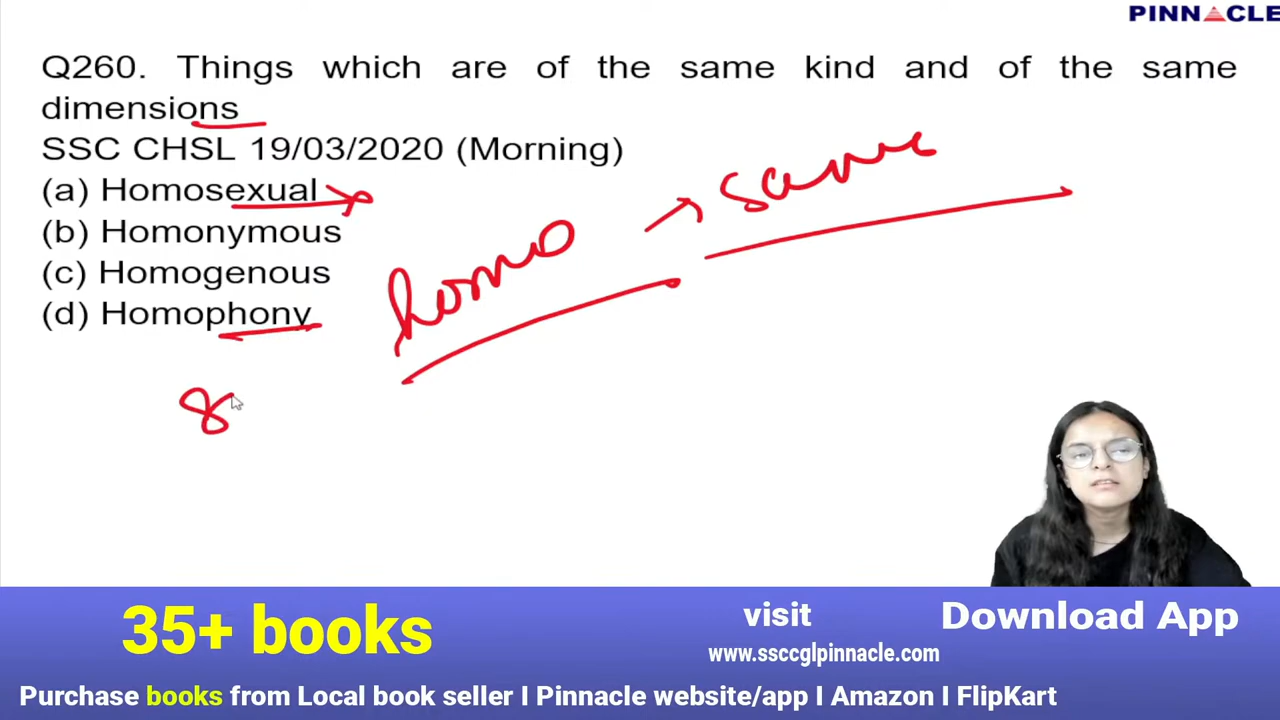 PINNACLE
Q260. Things which are of the same kind and of the same
dimensions
SSC CHSL 19/03/2020 (Morning)
(a) Homosexual
(b) Homonymous
(c) Homogenous
(d) Homophony
homo → same
8
35+ books
visit
www.ssccglpinnacle.com
Download App
Purchase books from Local book seller I Pinnacle website/app I Amazon I FlipKart